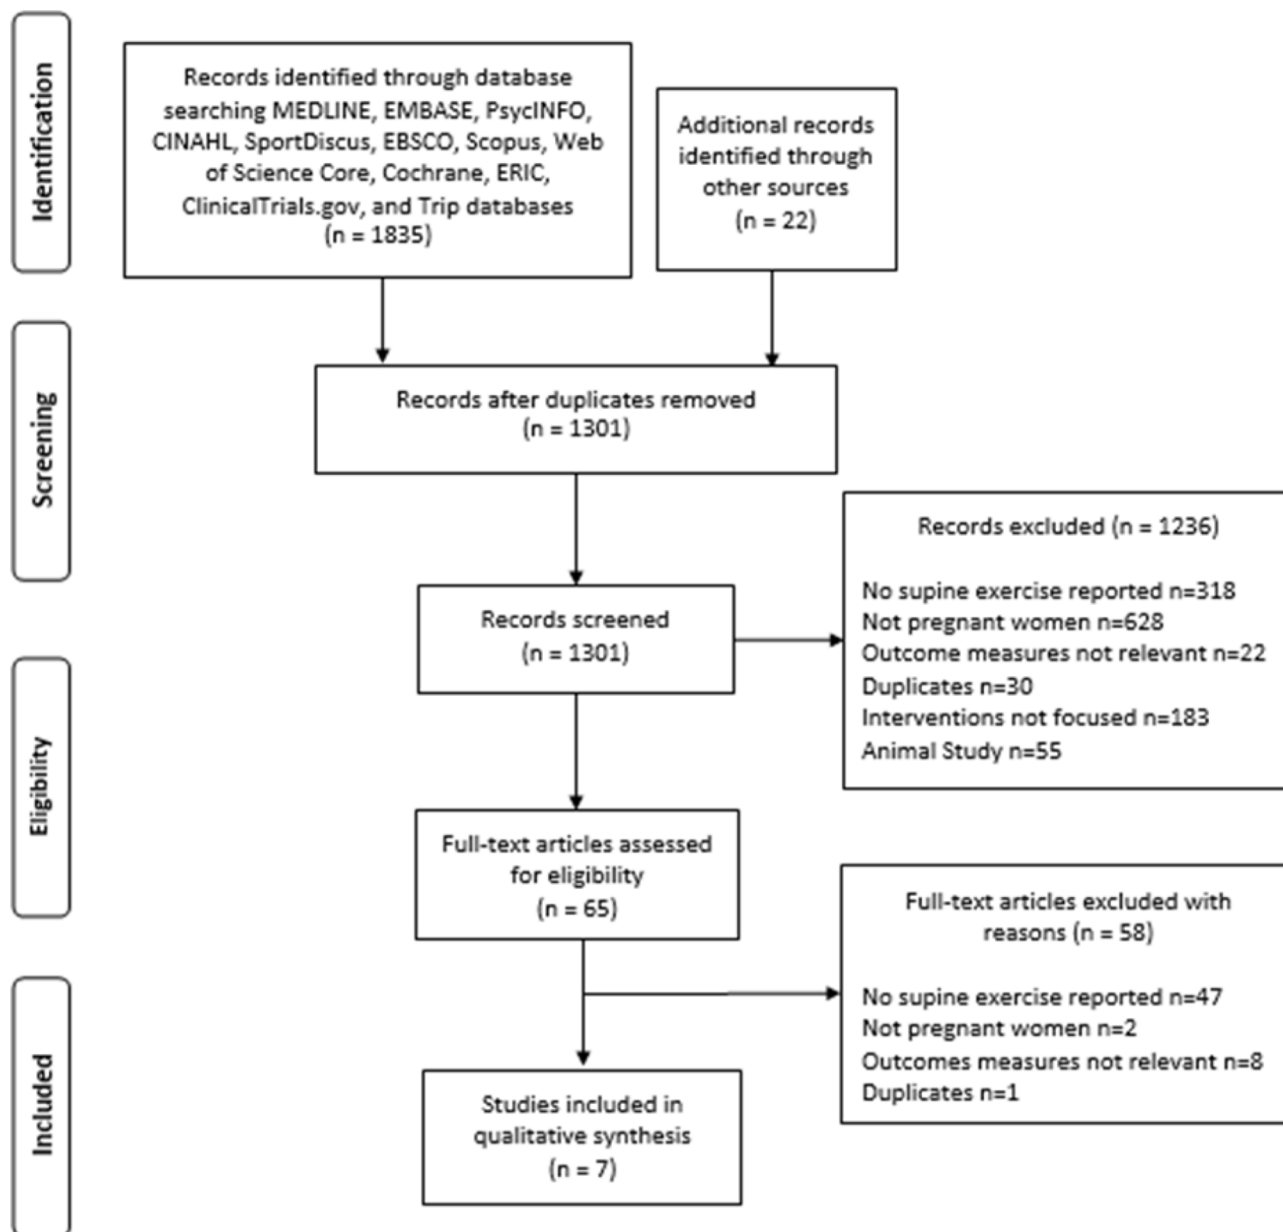 Identification
Records identified through database
searching MEDLINE, EMBASE, PsycINFO,
CINAHL, SportDiscus, EBSCO, Scopus, Web
of Science Core, Cochrane, ERIC,
ClinicalTrials.gov, and Trip databases
(n = 1835)
Additional records
identified through
other sources
(n = 22)
Screening
Records after duplicates removed
(n = 1301)
Records screened
(n = 1301)
Records excluded (n = 1236)
No supine exercise reported n=318
Not pregnant women n=628
Outcome measures not relevant n=22
Duplicates n=30
Interventions not focused n=183
Animal Study n=55
Eligibility
Full-text articles assessed
for eligibility
(n = 65)
Full-text articles excluded with
reasons (n = 58)
No supine exercise reported n=47
Not pregnant women n=2
Outcomes measures not relevant n=8
Duplicates n=1
Included
Studies included in
qualitative synthesis
(n = 7)